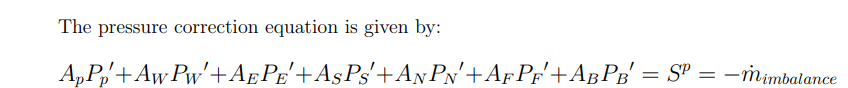 The pressure correction equation is given by:
A_pP_p′+A_WP_W′+A_EP_E′+A_SP_S′+A_NP_N′+A_FP_F′+A_BP_B′ = S^p = −ṁ_imbalance